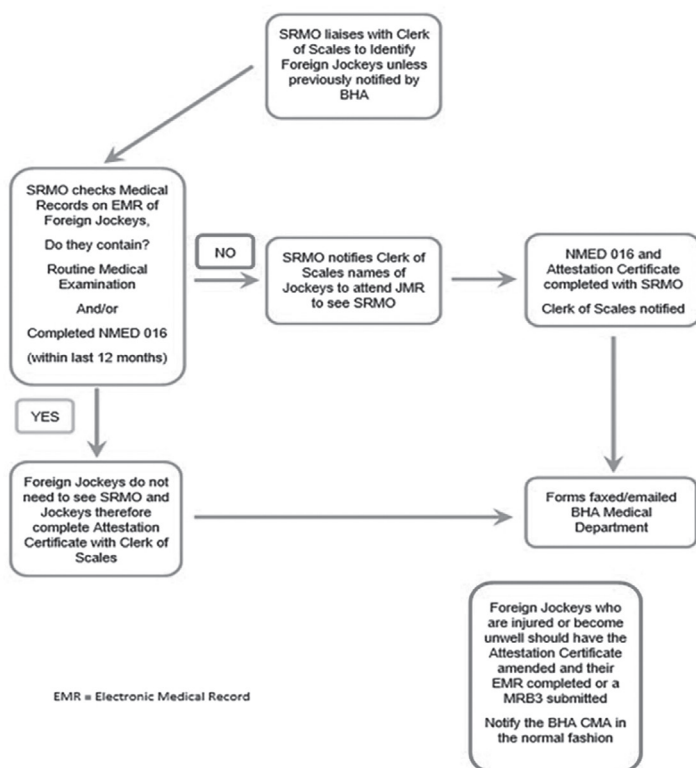 SRMO liaises with Clerk
of Scales to Identify
Foreign Jockeys unless
previously notified by
BHA
SRMO checks Medical
Records on EMR of
Foreign Jockeys,
Do they contain?
Routine Medical
Examination
And/or
Completed NMED 016
(within last 12 months)
NO
SRMO notifies Clerk of
Scales names of
Jockeys to attend JMR
to see SRMO
NMED 016 and
Attestation Certificate
completed with SRMO
Clerk of Scales notified
YES
Foreign Jockeys do not
need to see SRMO and
Jockeys therefore
complete Attestation
Certificate with Clerk of
Scales
Forms faxed/emailed
BHA Medical
Department
Foreign Jockeys who
are injured or become
unwell should have the
Attestation Certificate
amended and their
EMR completed or a
MRB3 submitted
Notify the BHA CMA in
the normal fashion
EMR = Electronic Medical Record